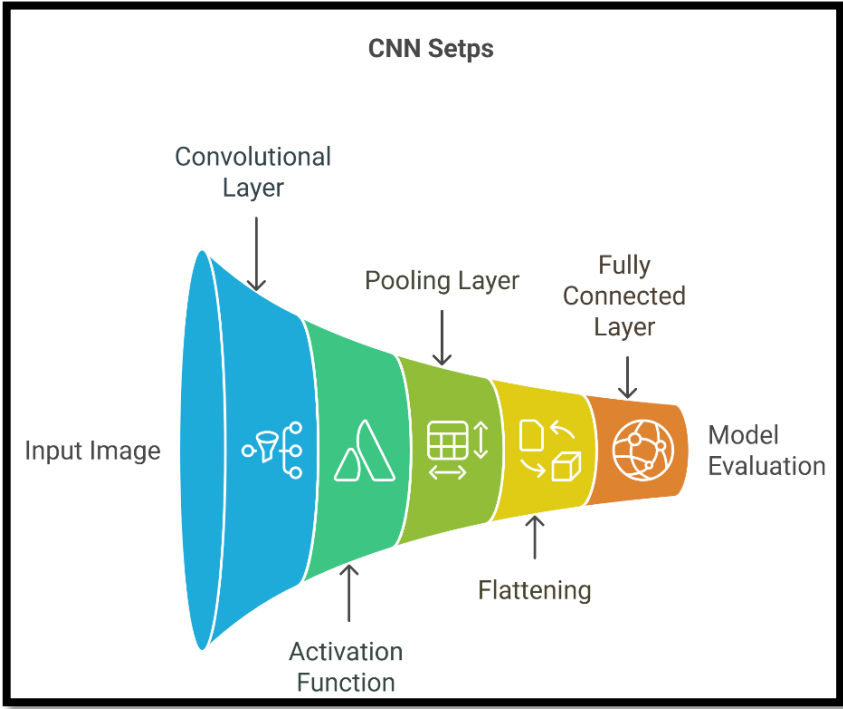 CNN Setps
Convolutional
Layer
Pooling Layer
Fully
Connected
Layer
Input Image
Model
Evaluation
Flattening
Activation
Function